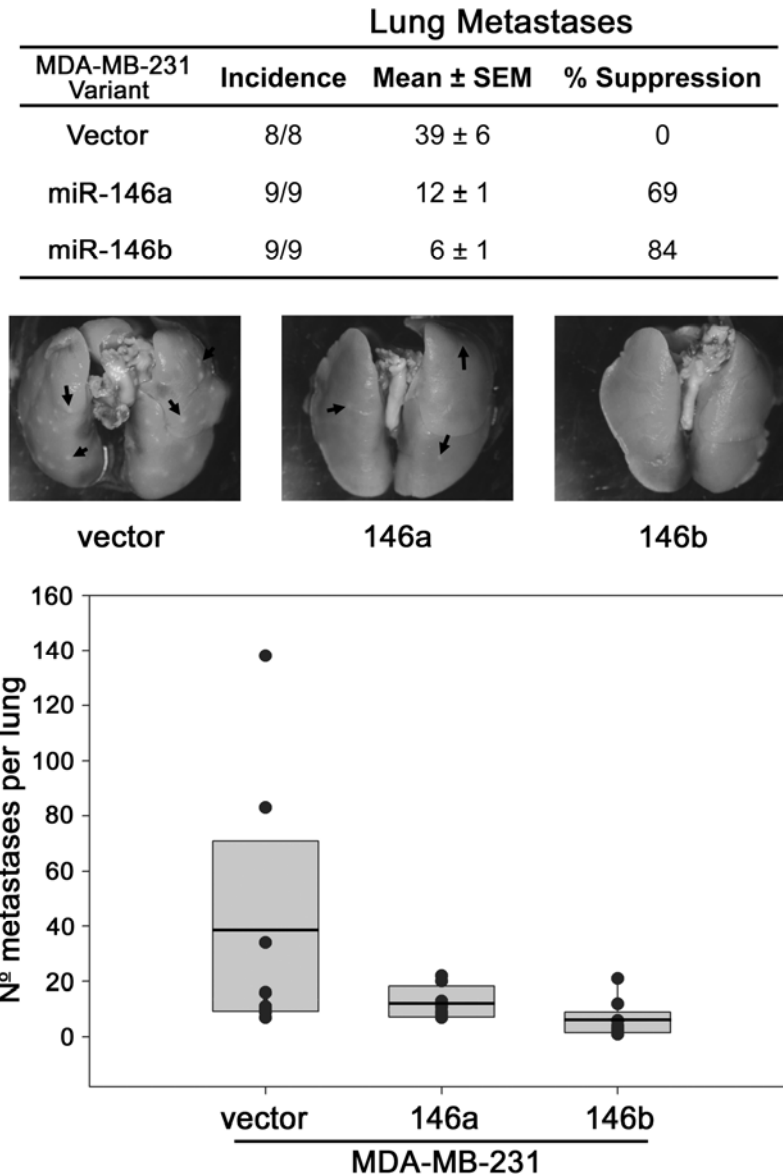 Lung Metastases
MDA-MB-231 Variant Incidence Mean ± SEM % Suppression
Vector 8/8 39 ± 6 0
miR-146a 9/9 12 ± 1 69
miR-146b 9/9 6 ± 1 84
vector 146a 146b
Nº metastases per lung
160
140
120
100
80
60
40
20
0
vector 146a 146b
MDA-MB-231